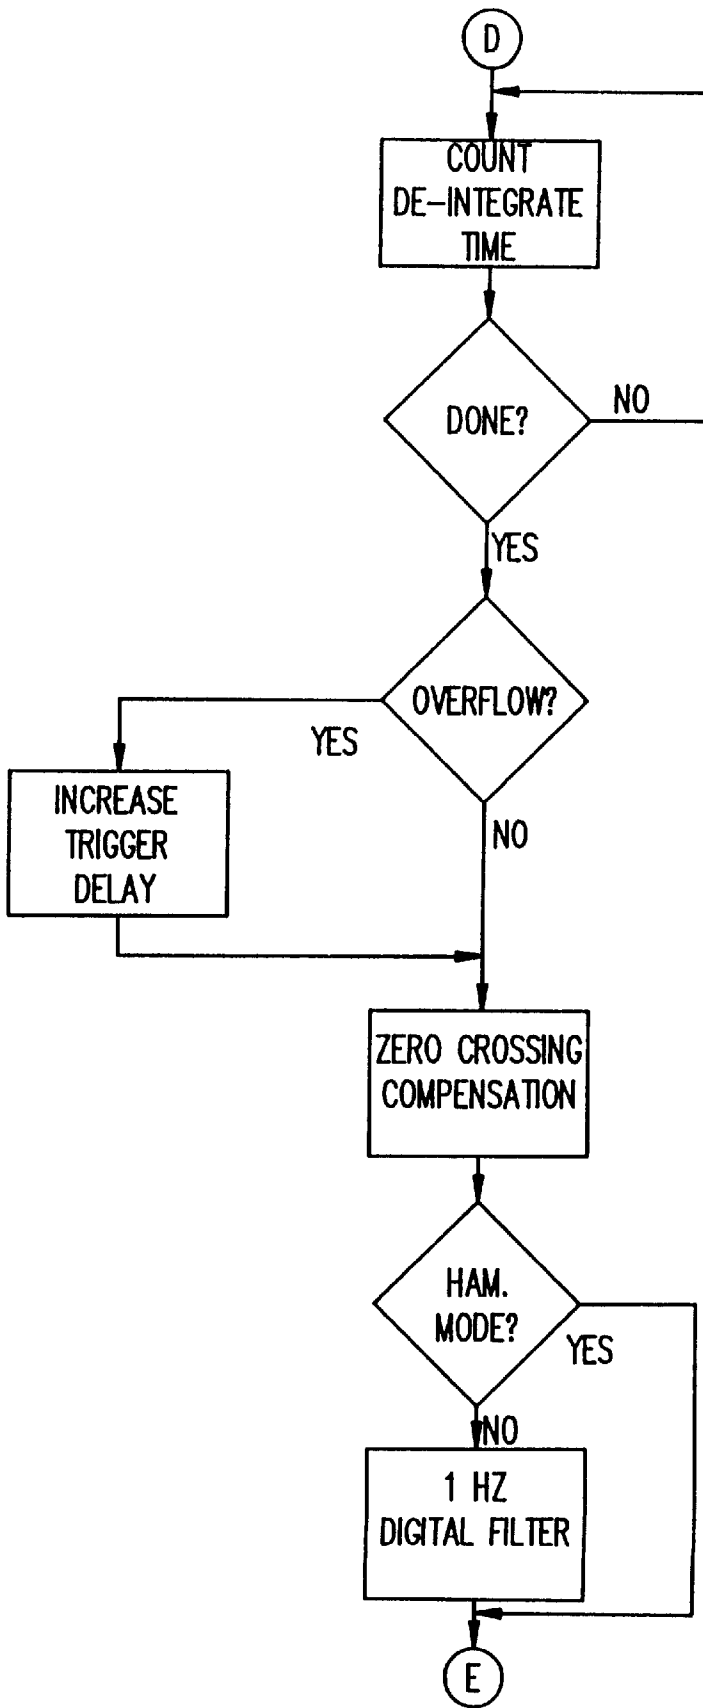 D
COUNT
DE-INTEGRATE
TIME
DONE?
NO
YES
OVERFLOW?
YES
NO
INCREASE
TRIGGER
DELAY
ZERO CROSSING
COMPENSATION
HAM.
MODE?
YES
NO
1 HZ
DIGITAL FILTER
E